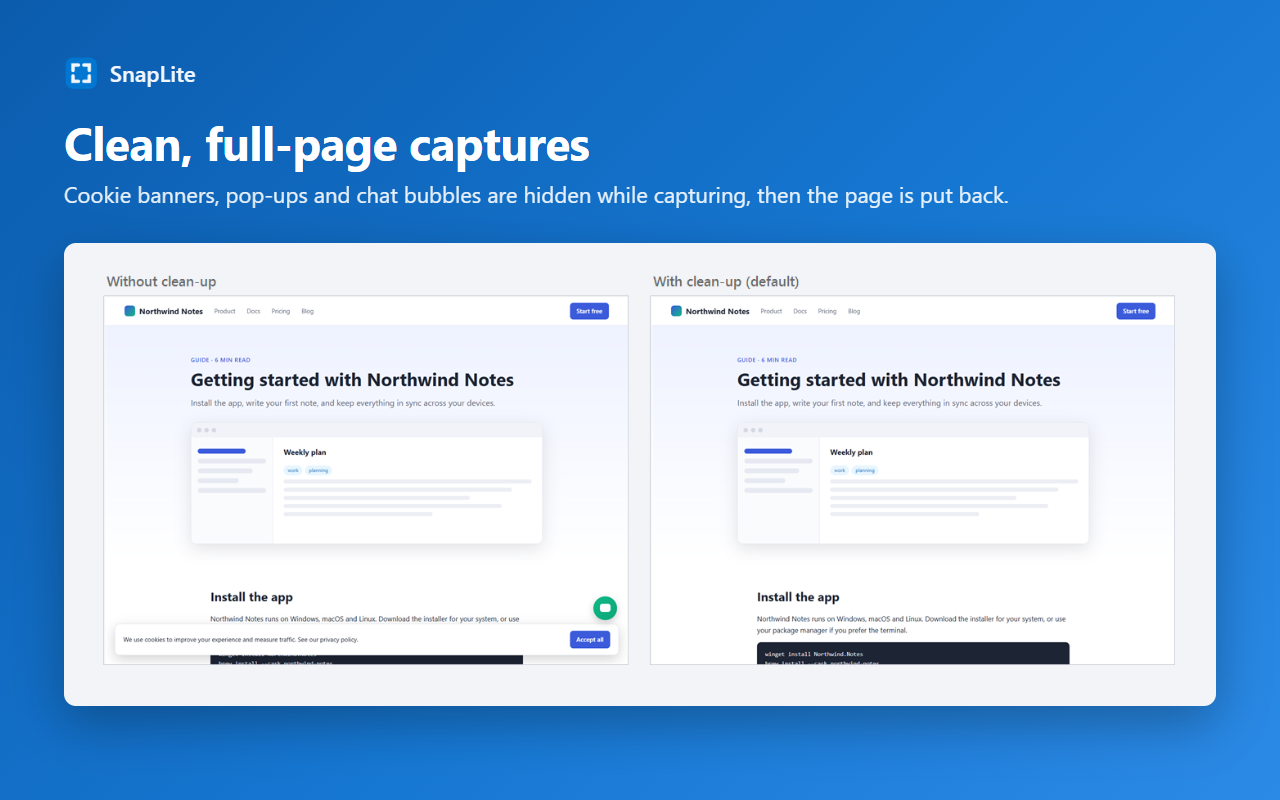 SnapLite
Clean, full-page captures
Cookie banners, pop-ups and chat bubbles are hidden while capturing, then the page is put back.
Without clean-up
Northwind Notes Product Docs Pricing Blog Start free
GUIDE · 6 MIN READ
Getting started with Northwind Notes
Install the app, write your first note, and keep everything in sync across your devices.
Weekly plan
work planning
Install the app
Northwind Notes runs on Windows, macOS and Linux. Download the installer for your system, or use
We use cookies to improve your experience and measure traffic. See our privacy policy. Accept all
With clean-up (default)
Northwind Notes Product Docs Pricing Blog Start free
GUIDE · 6 MIN READ
Getting started with Northwind Notes
Install the app, write your first note, and keep everything in sync across your devices.
Weekly plan
work planning
Install the app
Northwind Notes runs on Windows, macOS and Linux. Download the installer for your system, or use
your package manager if you prefer the terminal.
winget install Northwind.Notes